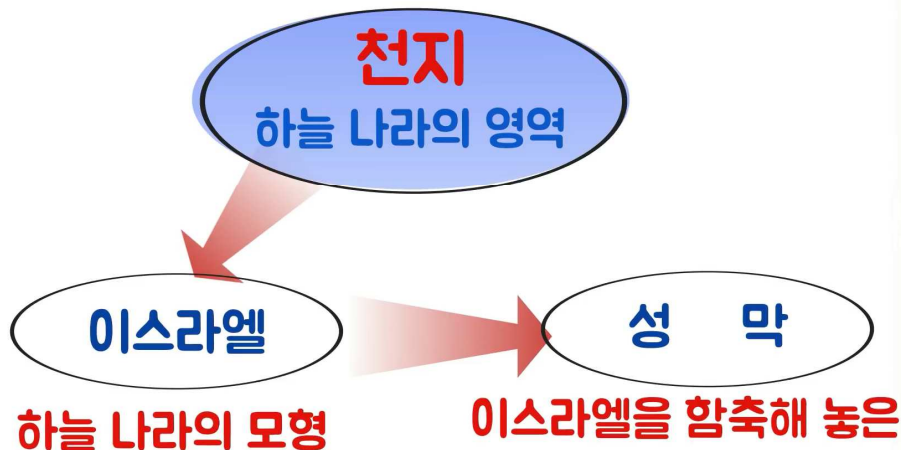 천지
하늘 나라의 영역
이스라엘
성 막
하늘 나라의 모형
이스라엘을 함축해 놓은